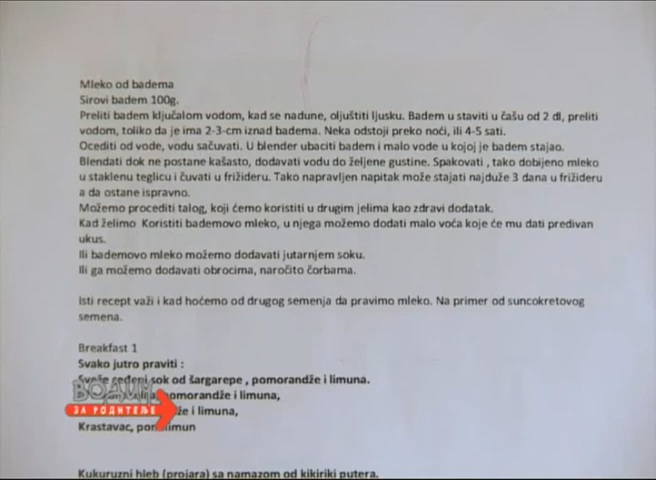 Mleko od badema
Sirovi badem 100g.
Preliti badem ključalom vodom, kad se nadune, oljuštiti ljusku. Badem u staviti u čašu od 2 dl, preliti
vodom, toliko da je ima 2-3-cm iznad badema. Neka odstoji preko noći, ili 4-5 sati.
Ocediti od vode, vodu sačuvati. U blender ubaciti badem i malo vode u kojoj je badem stajao.
Blendati dok ne postane kašasto, dodavati vodu do željene gustine. Spakovati , tako dobijeno mleko
u staklenu teglicu i čuvati u frižideru. Tako napravljen napitak može stajati najduže 3 dana u frižideru
a da ostane ispravno.
Možemo procediti talog, koji ćemo koristiti u drugim jelima kao zdravi dodatak.
Kad želimo Koristiti bademovo mleko, u njega možemo dodati malo voća koje će mu dati predivan
ukus.
Ili bademovo mleko možemo dodavati jutarnjem soku.
Ili ga možemo dodavati obrocima, naročito čorbama.
Isti recept važi i kad hoćemo od drugog semenja da pravimo mleko. Na primer od suncokretovog
semena.
Breakfast 1
Svako jutro praviti :
Sveže ceđeni sok od šargarepe , pomorandže i limuna.
pomorandže i limuna,
ВОДИЧ
ЗА РОДИТЕЉЕ
i limuna,
Krastavac, limun
Kukuruzni hleb (projara) sa namazom od kikiriki putera.